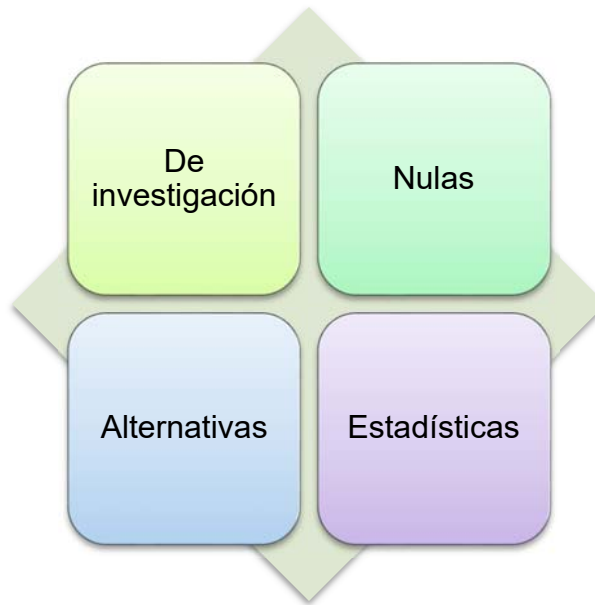 De
investigación
Nulas
Alternativas
Estadísticas